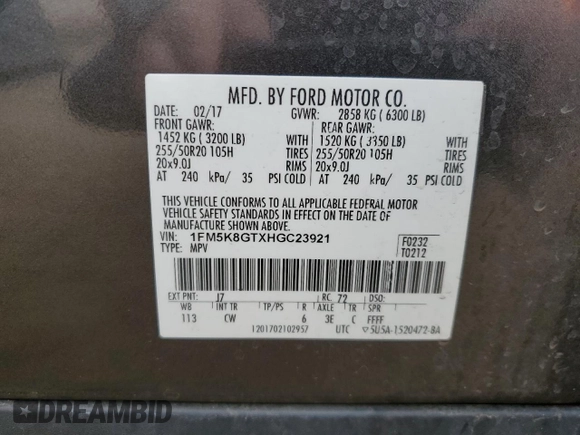 MFD. BY FORD MOTOR CO.
DATE: 02/17 GVWR: 2858 KG ( 6300 LB)
FRONT GAWR: REAR GAWR:
1452 KG ( 3200 LB) WITH 1520 KG ( 3350 LB) WITH
255/50R20 105H TIRES 255/50R20 105H TIRES
20x9.0J RIMS 20x9.0J RIMS
AT 240 kPa/ 35 PSI COLD AT 240 kPa/ 35 PSI COLD
THIS VEHICLE CONFORMS TO ALL APPLICABLE FEDERAL MOTOR
VEHICLE SAFETY STANDARDS IN EFFECT ON THE DATE OF
MANUFACTURE SHOWN ABOVE.
VIN: 1FM5K8GTXHGC23921 F0232
TYPE: MPV T0212
EXT PNT: J7 RC: 72 DSO:
WB INT TR TP/PS R AXLE TR SPR
113 CW 6 3E C FFFF
I201702102957 UTC ▽5U5A-1520472-8A
DREAMBID